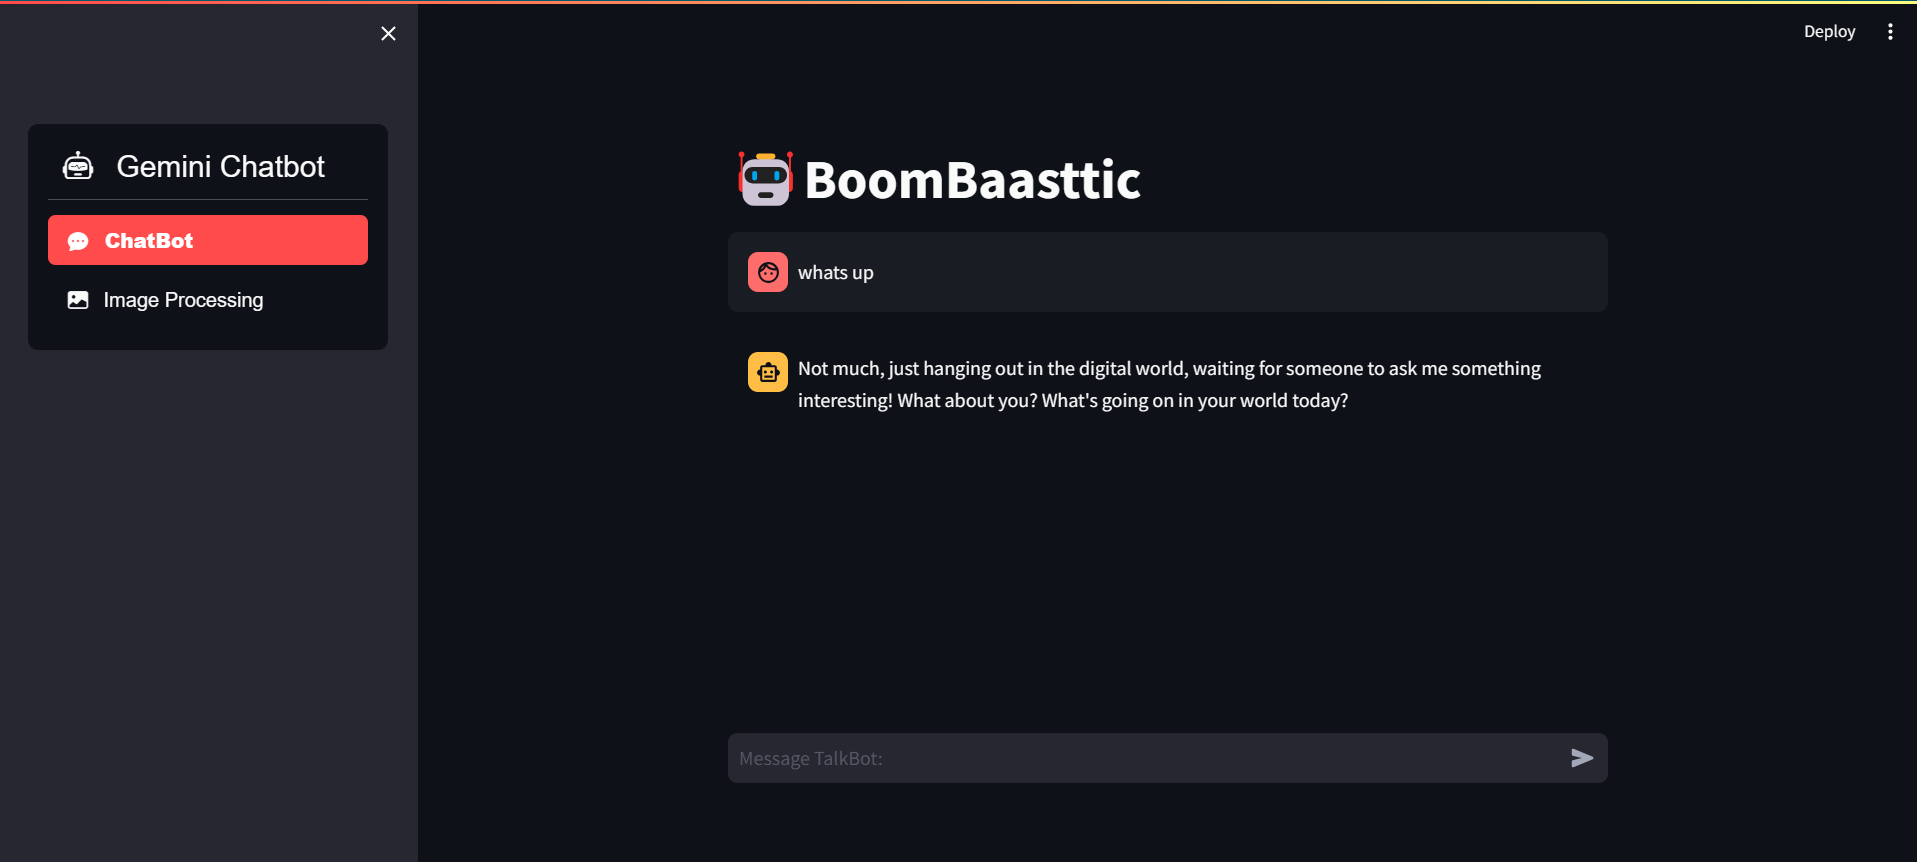 Deploy
Gemini Chatbot
ChatBot
Image Processing
BoomBaasttic
whats up
Not much, just hanging out in the digital world, waiting for someone to ask me something
interesting! What about you? What's going on in your world today?
Message TalkBot: